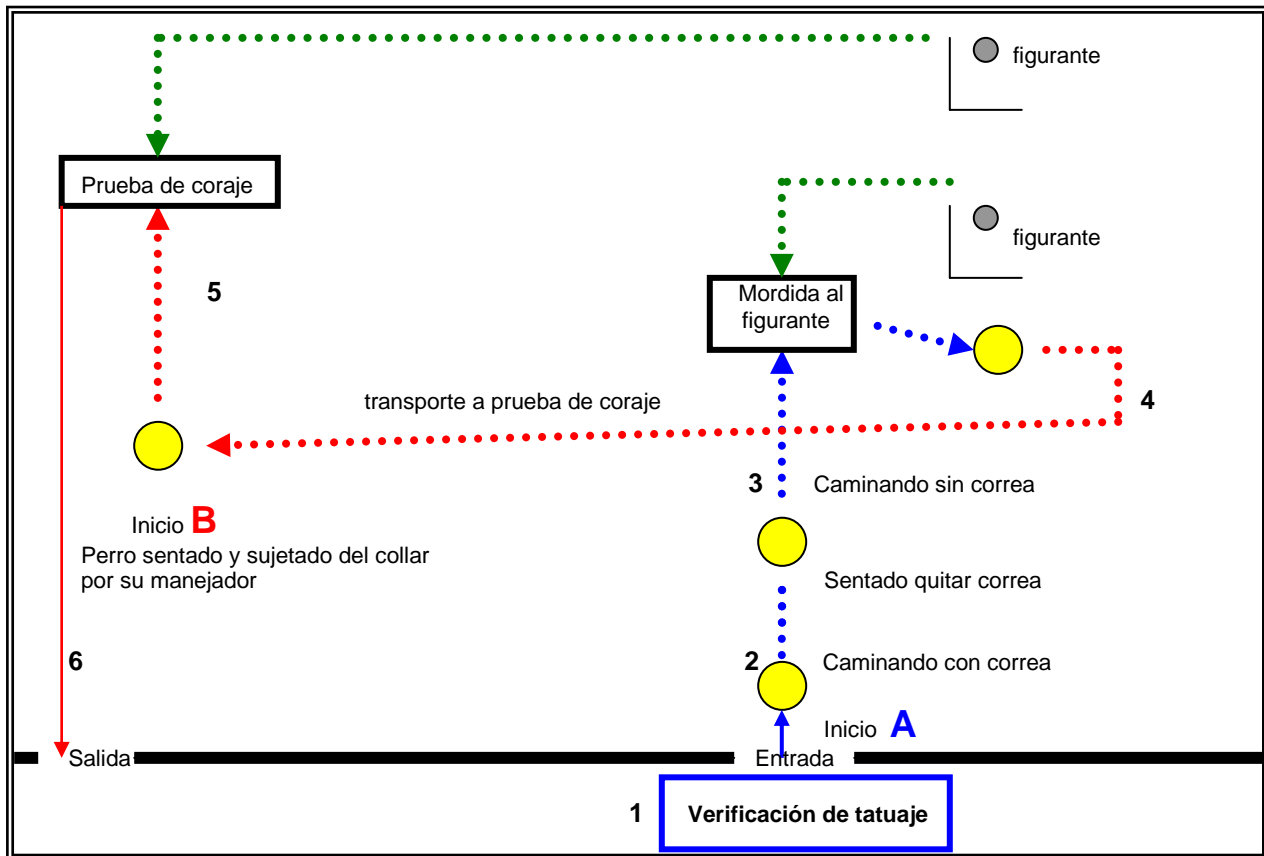 figurante
Prueba de coraje
figurante
5
Mordida al
figurante
transporte a prueba de coraje
4
3 Caminando sin correa
Inicio B
Perro sentado y sujetado del collar
por su manejador
Sentado quitar correa
6
2 Caminando con correa
Inicio A
Salida
Entrada
1 Verificación de tatuaje